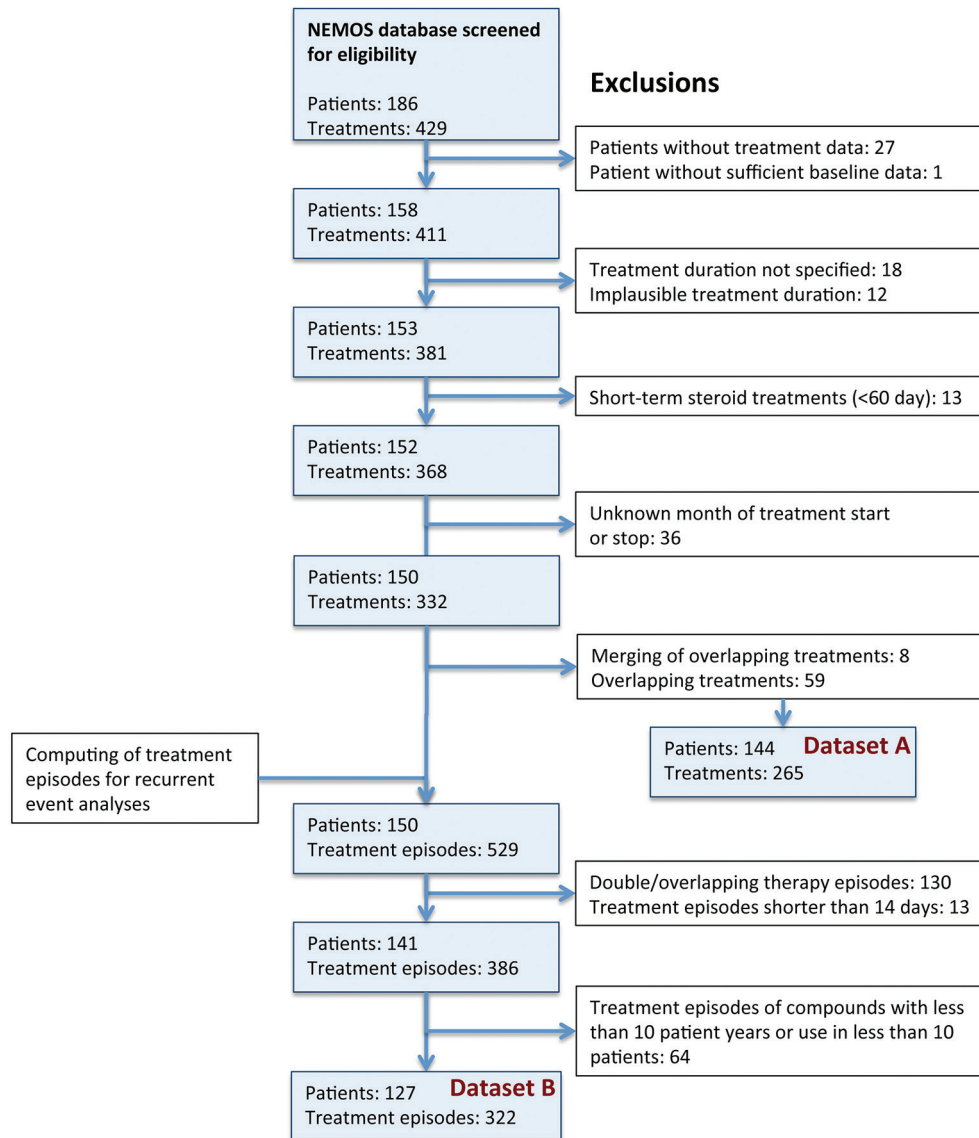 NEMOS database screened
for eligibility
Patients: 186
Treatments: 429
Exclusions
Patients without treatment data: 27
Patient without sufficient baseline data: 1
Patients: 158
Treatments: 411
Treatment duration not specified: 18
Implausible treatment duration: 12
Patients: 153
Treatments: 381
Short-term steroid treatments (<60 day): 13
Patients: 152
Treatments: 368
Unknown month of treatment start
or stop: 36
Patients: 150
Treatments: 332
Merging of overlapping treatments: 8
Overlapping treatments: 59
Patients: 144 Dataset A
Treatments: 265
Computing of treatment
episodes for recurrent
event analyses
Patients: 150
Treatment episodes: 529
Double/overlapping therapy episodes: 130
Treatment episodes shorter than 14 days: 13
Patients: 141
Treatment episodes: 386
Treatment episodes of compounds with less
than 10 patient years or use in less than 10
patients: 64
Patients: 127 Dataset B
Treatment episodes: 322